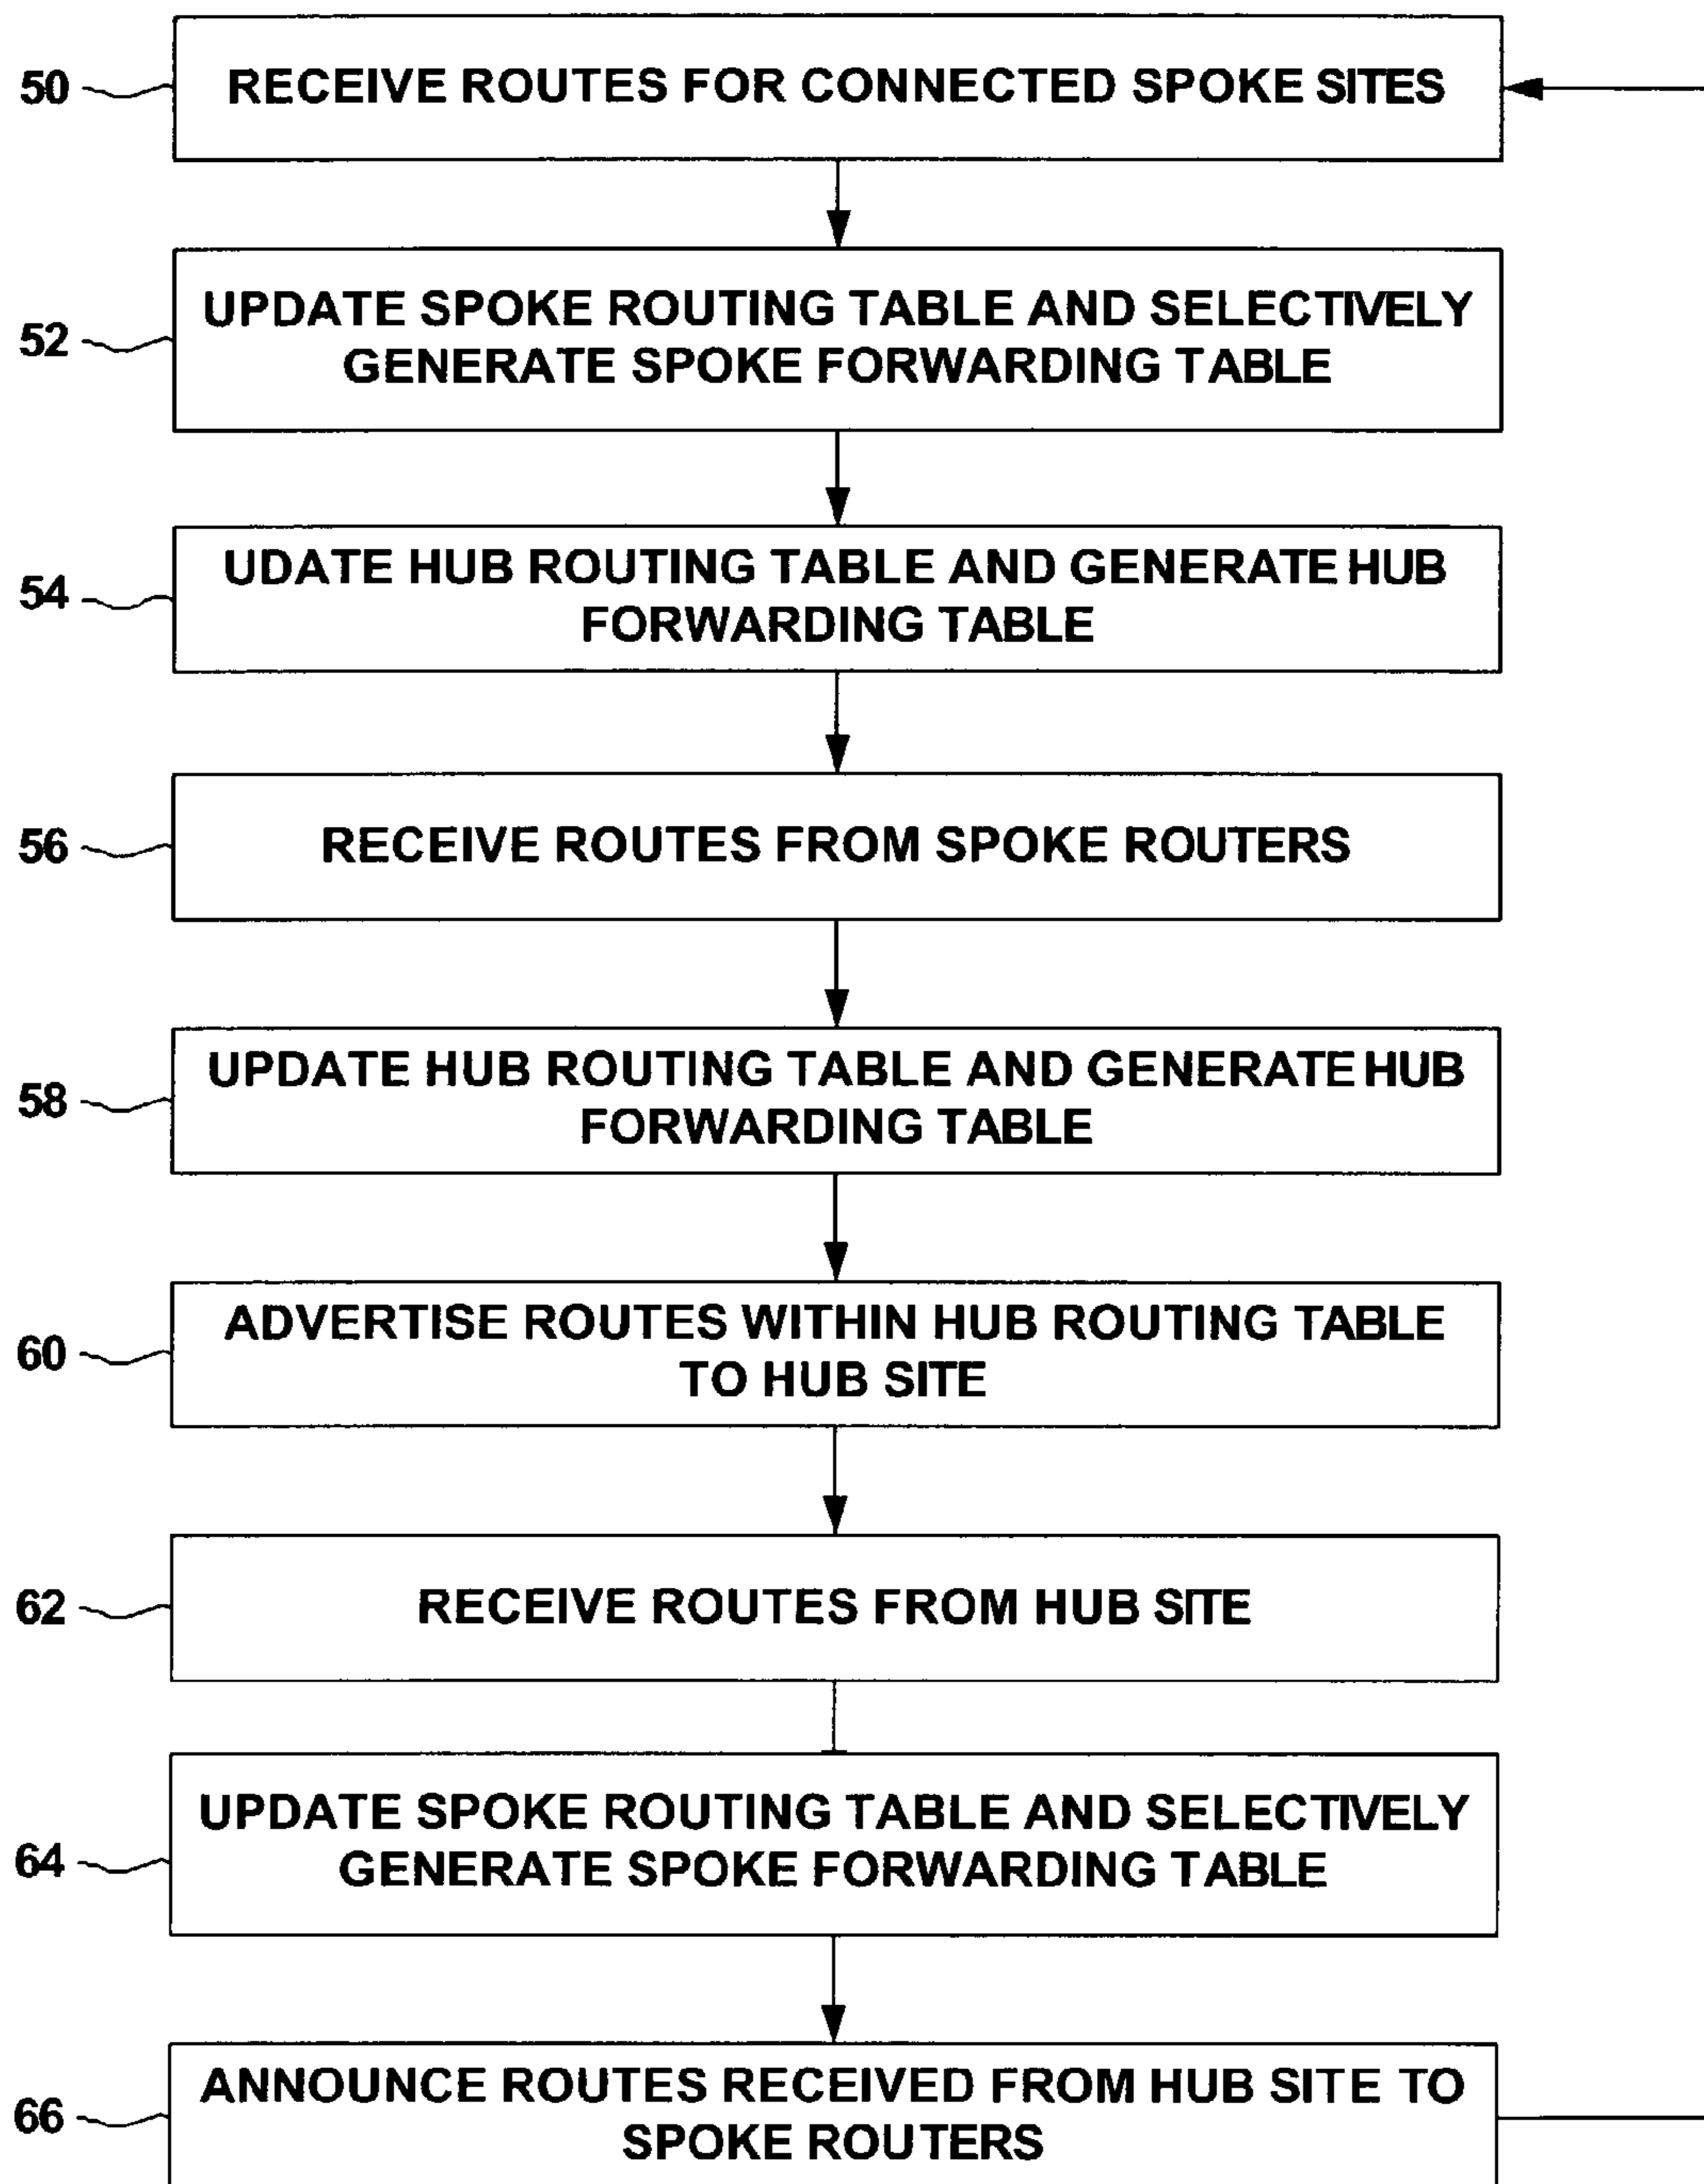 50
RECEIVE ROUTES FOR CONNECTED SPOKE SITES
52
UPDATE SPOKE ROUTING TABLE AND SELECTIVELY
GENERATE SPOKE FORWARDING TABLE
54
UDATE HUB ROUTING TABLE AND GENERATE HUB
FORWARDING TABLE
56
RECEIVE ROUTES FROM SPOKE ROUTERS
58
UPDATE HUB ROUTING TABLE AND GENERATE HUB
FORWARDING TABLE
60
ADVERTISE ROUTES WITHIN HUB ROUTING TABLE
TO HUB SITE
62
RECEIVE ROUTES FROM HUB SITE
64
UPDATE SPOKE ROUTING TABLE AND SELECTIVELY
GENERATE SPOKE FORWARDING TABLE
66
ANNOUNCE ROUTES RECEIVED FROM HUB SITE TO
SPOKE ROUTERS